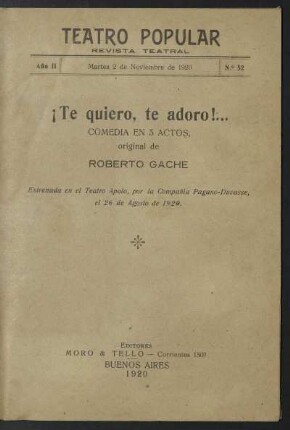 TEATRO POPULAR
REVISTA TEATRAL
Año II Martes 2 de Noviembre de 1920 N.º 52
¡Te quiero, te adoro!...
COMEDIA EN 3 ACTOS,
original de
ROBERTO GACHE
Estrenada en el Teatro Apolo, por la Compañía Pagano-Ducasse,
el 26 de Agosto de 1920.
EDITORES
MORO & TELLO — Corrientes
BUENOS AIRES
1920